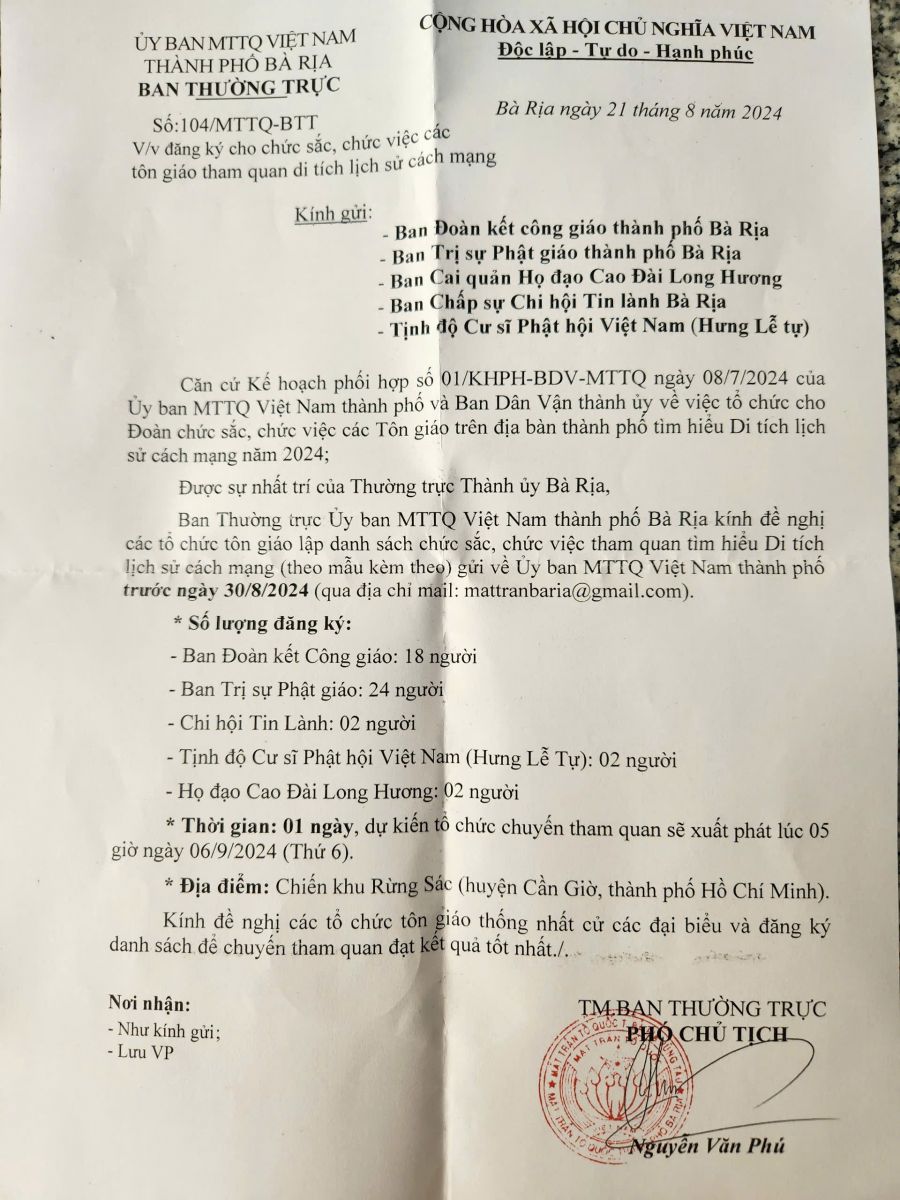 ỦY BAN MTTQ VIỆT NAM
THÀNH PHỐ BÀ RỊA
BAN THƯỜNG TRỰC
CỘNG HÒA XÃ HỘI CHỦ NGHĨA VIỆT NAM
Độc lập - Tự do - Hạnh phúc
Số:104/MTTQ-BTT
V/v đăng ký cho chức sắc, chức việc các
tôn giáo tham quan di tích lịch sử cách mạng
Bà Rịa ngày 21 tháng 8 năm 2024
Kính gửi:
- Ban Đoàn kết công giáo thành phố Bà Rịa
- Ban Trị sự Phật giáo thành phố Bà Rịa
- Ban Cai quản Họ đạo Cao Đài Long Hương
- Ban Chấp sự Chi hội Tin lành Bà Rịa
- Tịnh độ Cư sĩ Phật hội Việt Nam (Hưng Lễ tự)
Căn cứ Kế hoạch phối hợp số 01/KHPH-BDV-MTTQ ngày 08/7/2024 của
Ủy ban MTTQ Việt Nam thành phố và Ban Dân Vận thành ủy về việc tổ chức cho
Đoàn chức sắc, chức việc các Tôn giáo trên địa bàn thành phố tìm hiểu Di tích lịch
sử cách mạng năm 2024;
Được sự nhất trí của Thường trực Thành ủy Bà Rịa,
Ban Thường trực Ủy ban MTTQ Việt Nam thành phố Bà Rịa kính đề nghị
các tổ chức tôn giáo lập danh sách chức sắc, chức việc tham quan tìm hiểu Di tích
lịch sử cách mạng (theo mẫu kèm theo) gửi về Ủy ban MTTQ Việt Nam thành phố
trước ngày 30/8/2024 (qua địa chỉ mail: mattranbaria@gmail.com).
* Số lượng đăng ký:
- Ban Đoàn kết Công giáo: 18 người
- Ban Trị sự Phật giáo: 24 người
- Chi hội Tin Lành: 02 người
- Tịnh độ Cư sĩ Phật hội Việt Nam (Hưng Lễ Tự): 02 người
- Họ đạo Cao Đài Long Hương: 02 người
* Thời gian: 01 ngày, dự kiến tổ chức chuyến tham quan sẽ xuất phát lúc 05
giờ ngày 06/9/2024 (Thứ 6).
* Địa điểm: Chiến khu Rừng Sác (huyện Cần Giờ, thành phố Hồ Chí Minh).
Kính đề nghị các tổ chức tôn giáo thống nhất cử các đại biểu và đăng ký
danh sách để chuyến tham quan đạt kết quả tốt nhất./.
Nơi nhận:
- Như kính gửi;
- Lưu VP
TM.BAN THƯỜNG TRỰC
PHÓ CHỦ TỊCH
Nguyễn Văn Phú